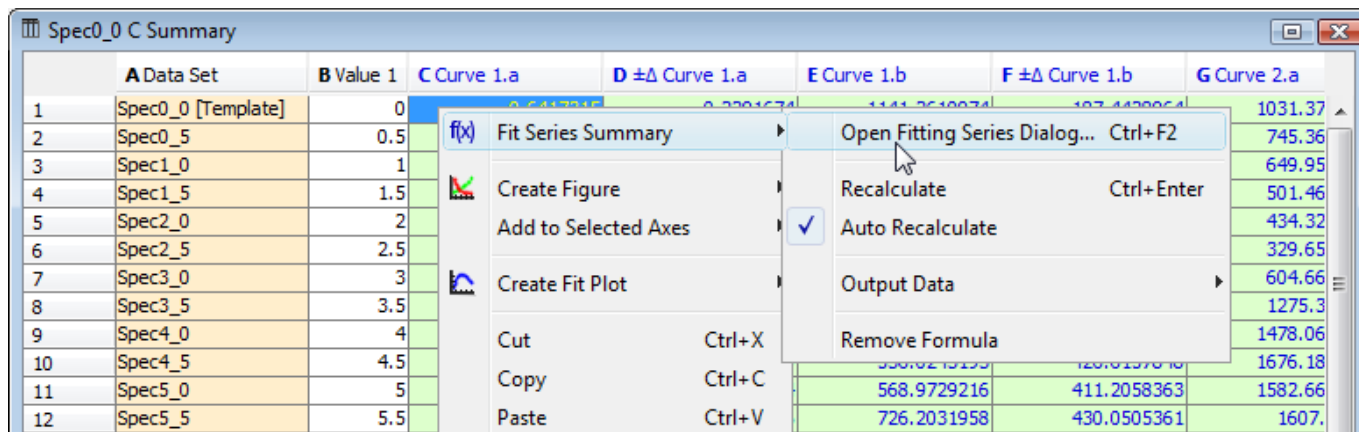 Spec0_0 C Summary
A Data Set B Value 1 C Curve 1.a D ±Δ Curve 1.a E Curve 1.b F ±Δ Curve 1.b G Curve 2.a
1 Spec0_0 [Template] 0 1031.37
f(x) Fit Series Summary Open Fitting Series Dialog... Ctrl+F2
2 Spec0_5 0.5 745.36
3 Spec1_0 1 649.95
Create Figure Recalculate Ctrl+Enter
4 Spec1_5 1.5 501.46
5 Spec2_0 2 434.32
Add to Selected Axes Auto Recalculate
6 Spec2_5 2.5 329.65
7 Spec3_0 3 604.66
Create Fit Plot Output Data
8 Spec3_5 3.5 1275.3
9 Spec4_0 4 1478.06
Cut Ctrl+X Remove Formula
10 Spec4_5 4.5 1676.18
Copy Ctrl+C
11 Spec5_0 5 568.9729216 411.2058363 1582.66
12 Spec5_5 5.5 Paste Ctrl+V 726.2031958 430.0505361 1607.